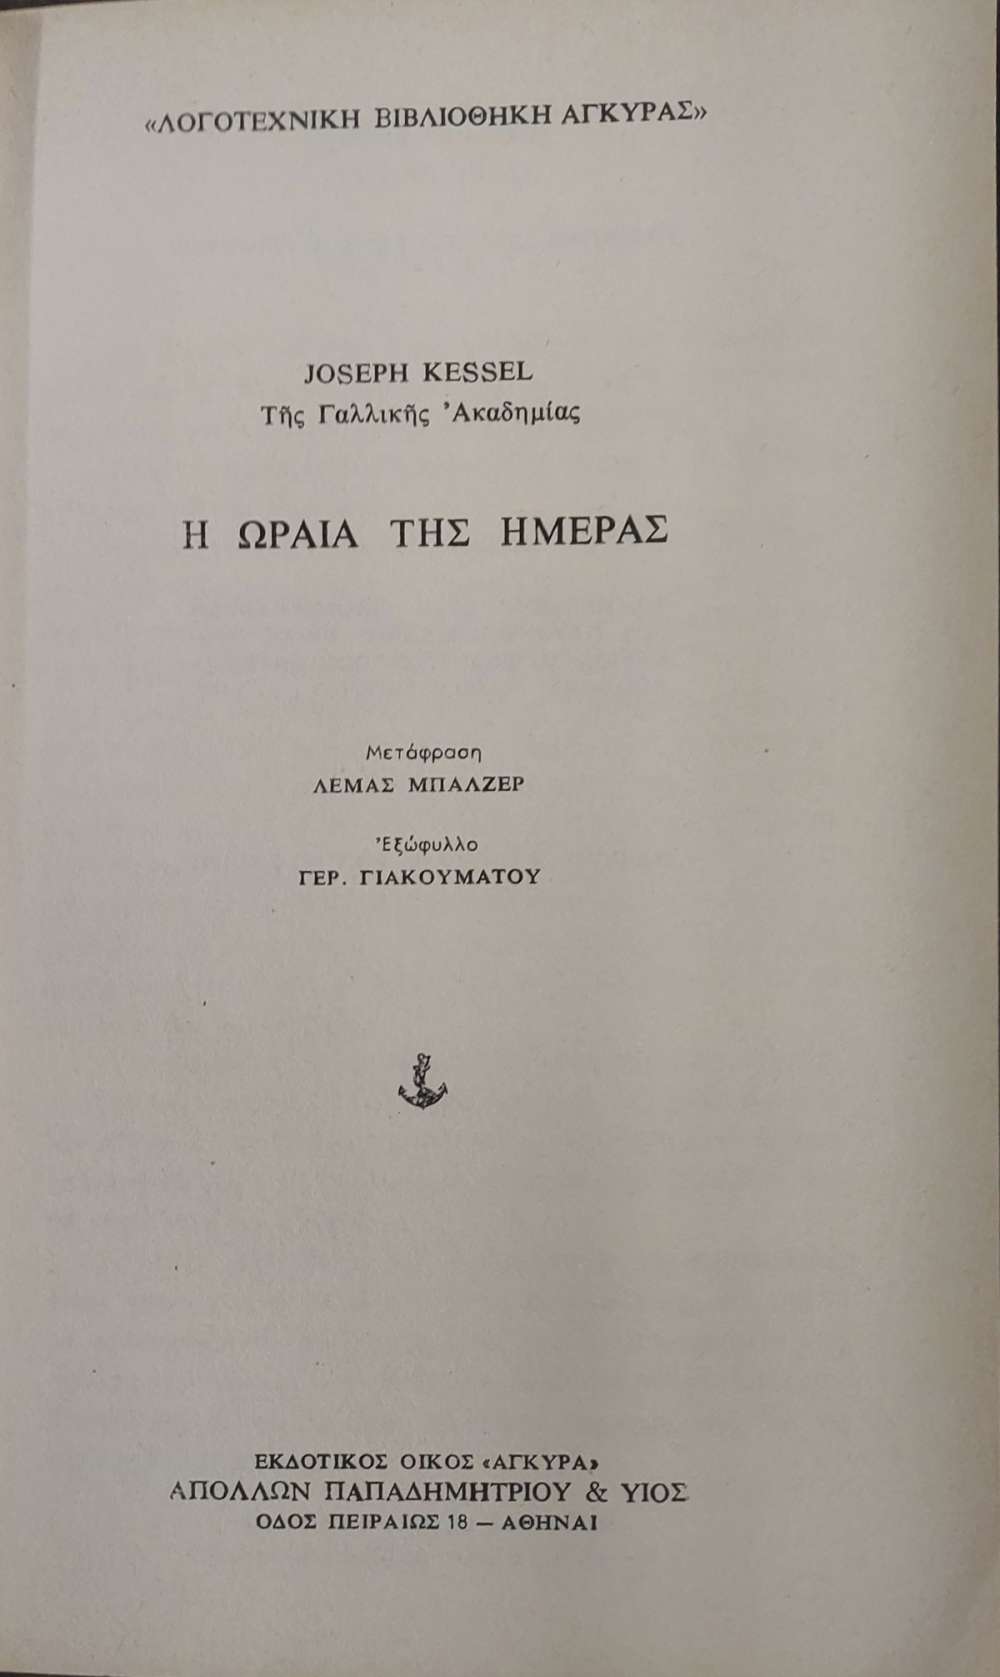 «ΛΟΓΟΤΕΧΝΙΚΗ ΒΙΒΛΙΟΘΗΚΗ ΑΓΚΥΡΑΣ»
JOSEPH KESSEL
Τῆς Γαλλικῆς Ἀκαδημίας
Η ΩΡΑΙΑ ΤΗΣ ΗΜΕΡΑΣ
Μετάφραση
ΛΕΜΑΣ ΜΠΑΛΖΕΡ
Ἐξώφυλλο
ΓΕΡ. ΓΙΑΚΟΥΜΑΤΟΥ
ΕΚΔΟΤΙΚΟΣ ΟΙΚΟΣ «ΑΓΚΥΡΑ»
ΑΠΟΛΛΩΝ ΠΑΠΑΔΗΜΗΤΡΙΟΥ & ΥΙΟΣ
ΟΔΟΣ ΠΕΙΡΑΙΩΣ 18 — ΑΘΗΝΑΙ